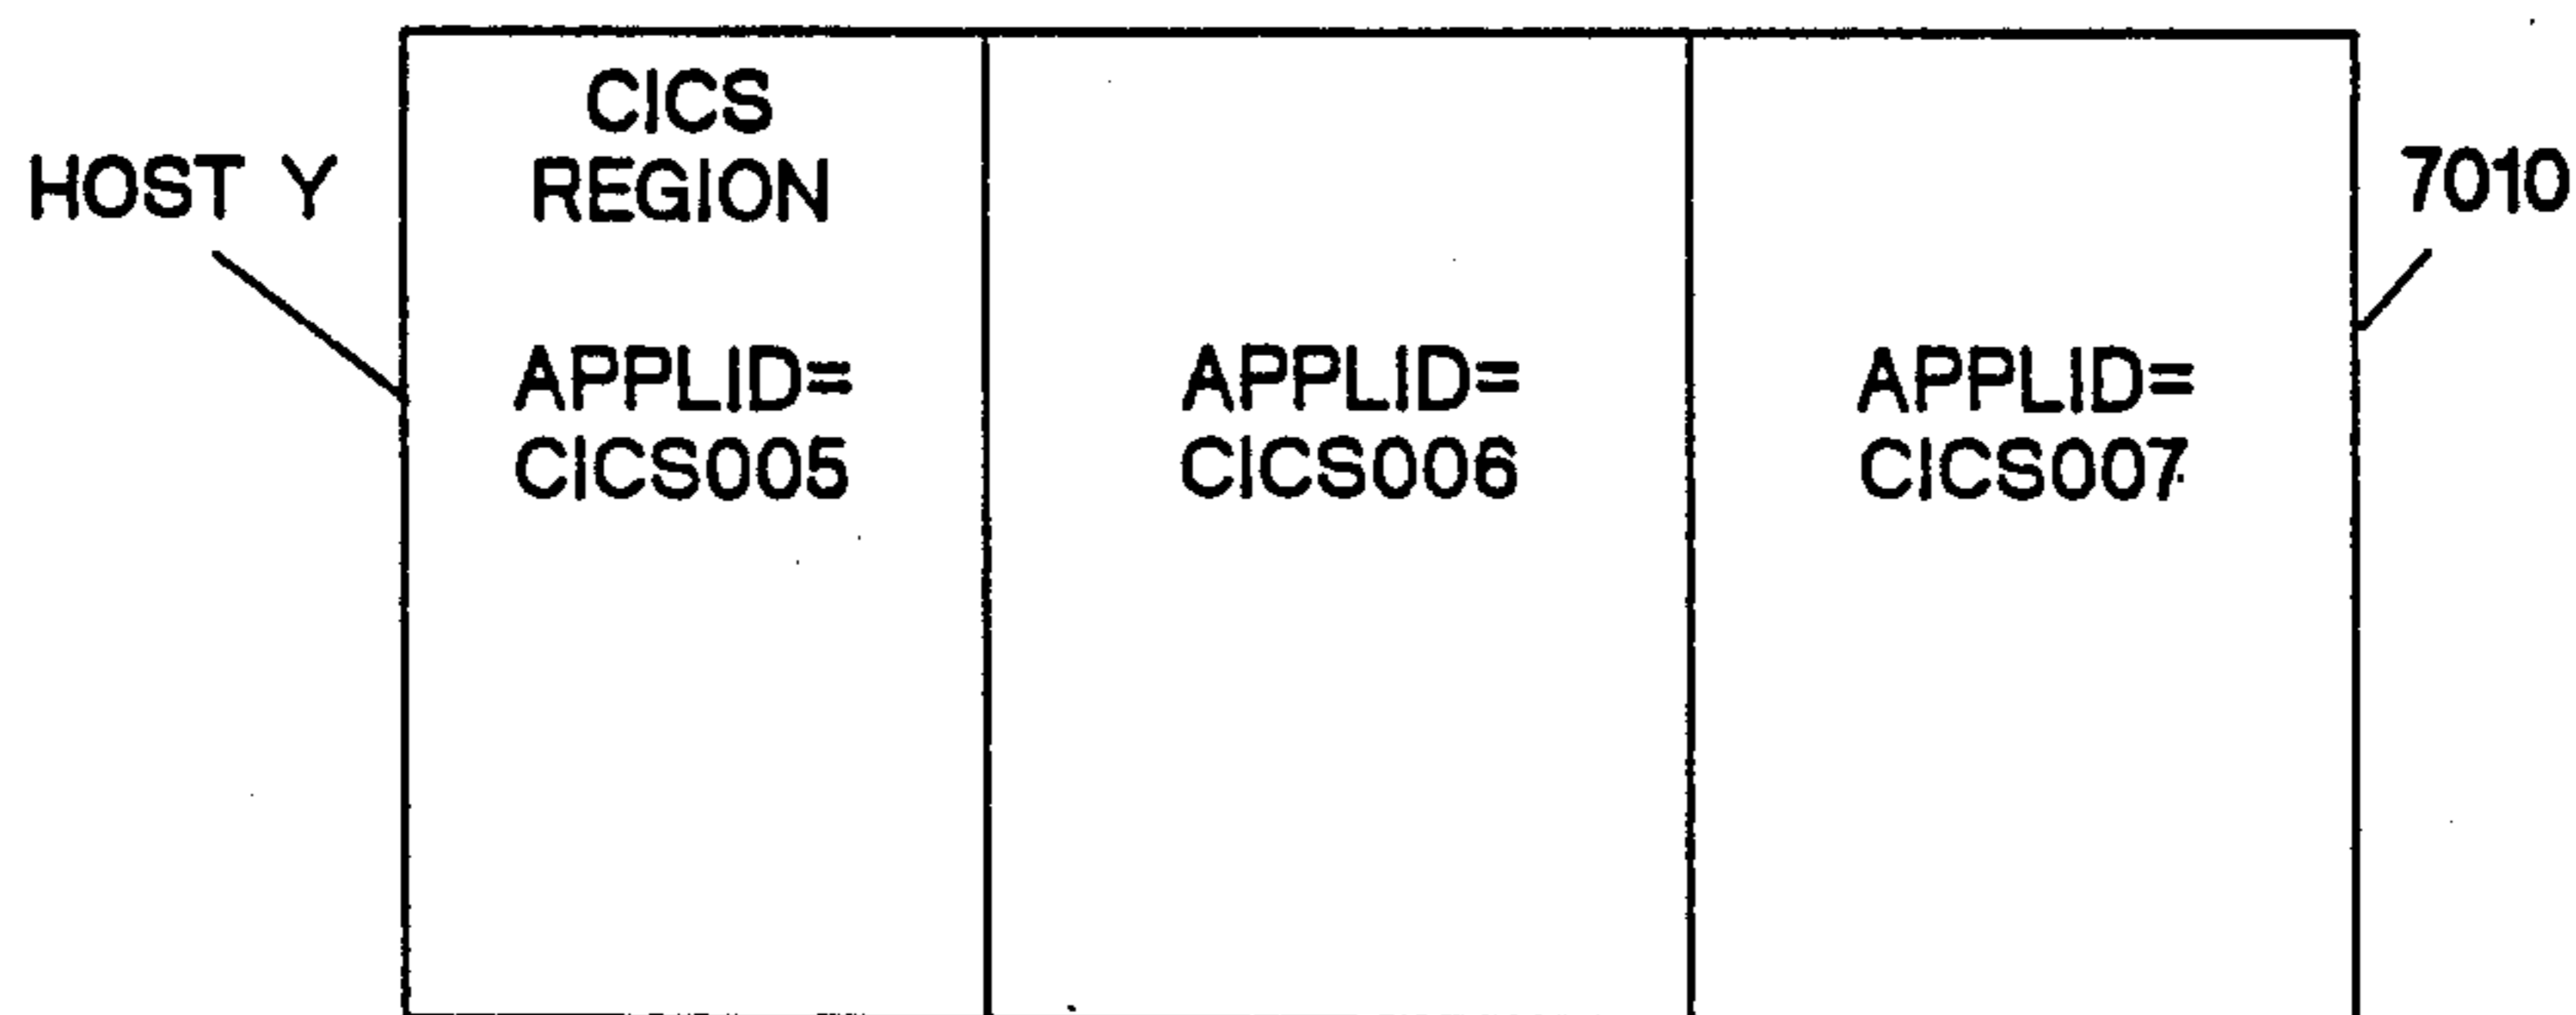 HOST Y
CICS
REGION
APPLID=
CICS005
APPLID=
CICS006
APPLID=
CICS007
7010